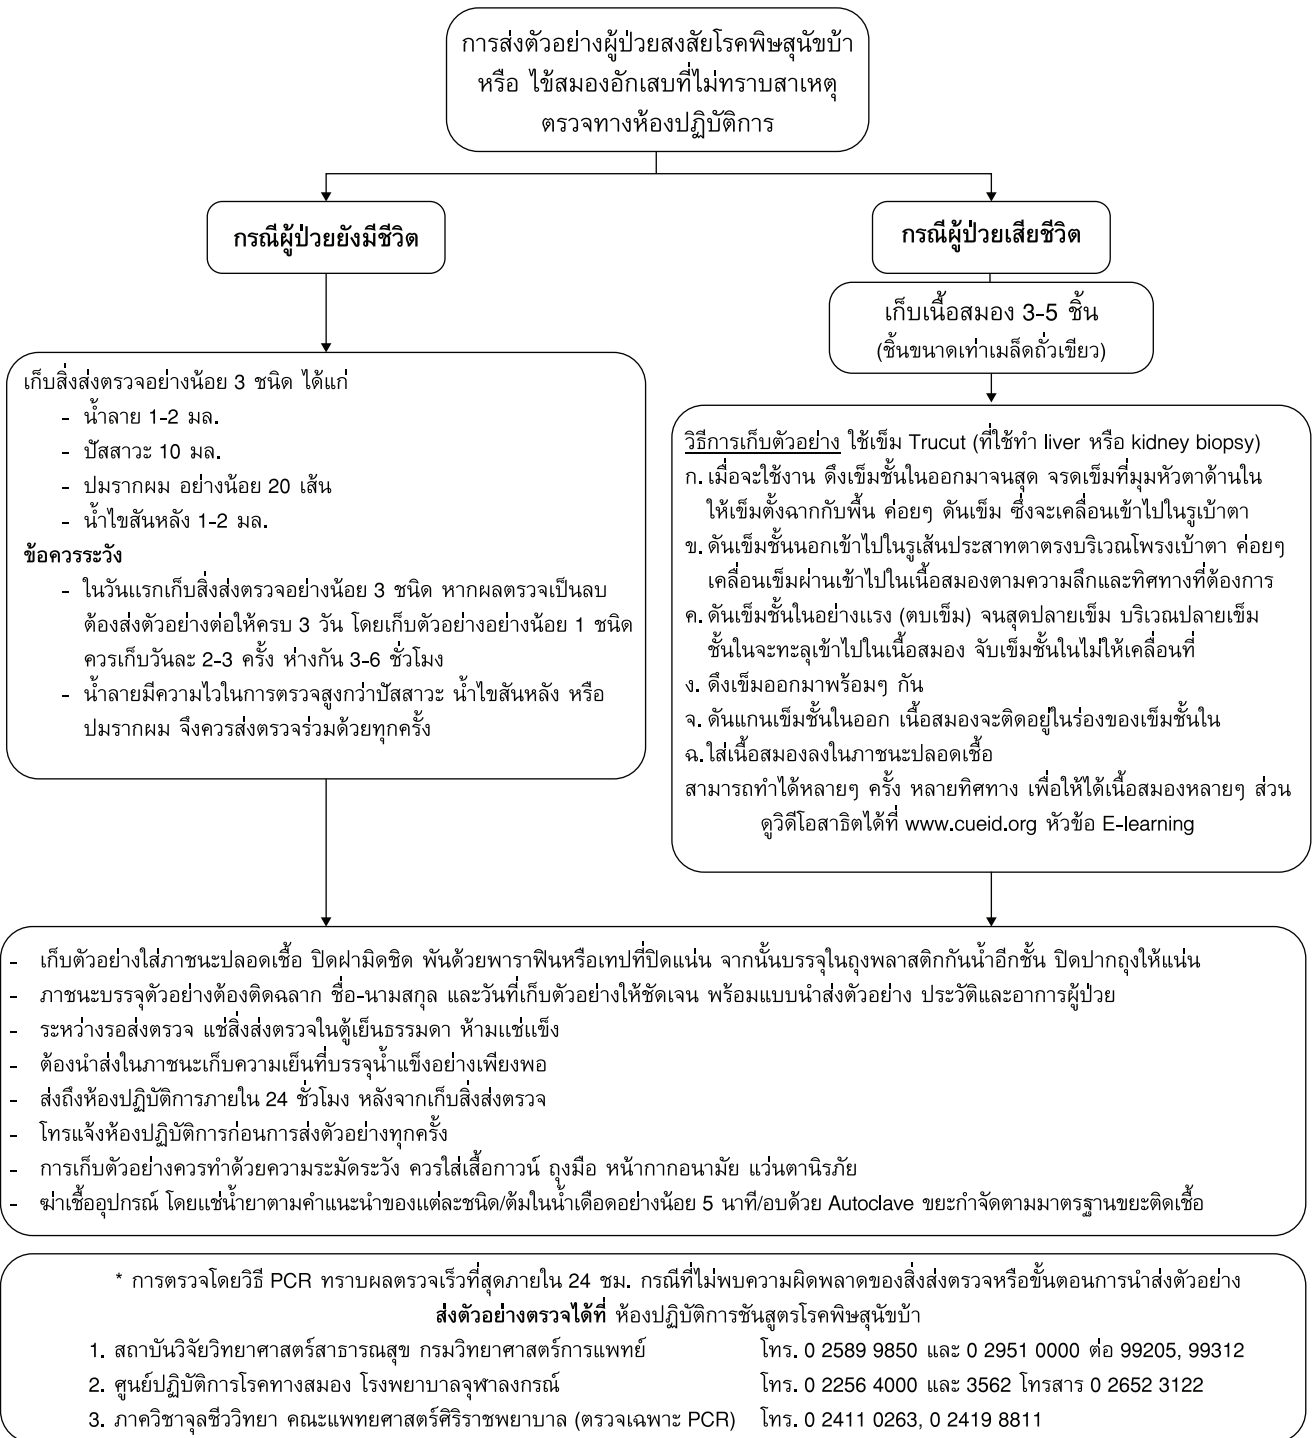 การส่งตัวอย่างผู้ป่วยสงสัยโรคพิษสุนัขบ้า
หรือ ไข้สมองอักเสบที่ไม่ทราบสาเหตุ
ตรวจทางห้องปฏิบัติการ
กรณีผู้ป่วยยังมีชีวิต
เก็บสิ่งส่งตรวจอย่างน้อย 3 ชนิด ได้แก่
- น้ำลาย 1-2 มล.
- ปัสสาวะ 10 มล.
- ปมรากผม อย่างน้อย 20 เส้น
- น้ำไขสันหลัง 1-2 มล.
ข้อควรระวัง
- ในวันแรกเก็บสิ่งส่งตรวจอย่างน้อย 3 ชนิด หากผลตรวจเป็นลบ
ต้องส่งตัวอย่างต่อให้ครบ 3 วัน โดยเก็บตัวอย่างอย่างน้อย 1 ชนิด
ควรเก็บวันละ 2-3 ครั้ง ห่างกัน 3-6 ชั่วโมง
- น้ำลายมีความไวในการตรวจสูงกว่าปัสสาวะ น้ำไขสันหลัง หรือ
ปมรากผม จึงควรส่งตรวจร่วมด้วยทุกครั้ง
กรณีผู้ป่วยเสียชีวิต
เก็บเนื้อสมอง 3-5 ชิ้น
(ชิ้นขนาดเท่าเมล็ดถั่วเขียว)
วิธีการเก็บตัวอย่าง ใช้เข็ม Trucut (ที่ใช้ทำ liver หรือ kidney biopsy)
ก. เมื่อจะใช้งาน ดึงเข็มชั้นในออกมาจนสุด จรดเข็มที่มุมหัวตาด้านใน
ให้เข็มตั้งฉากกับพื้น ค่อยๆ ดันเข็ม ซึ่งจะเคลื่อนเข้าไปในรูเบ้าตา
ข. ดันเข็มชั้นนอกเข้าไปในรูเส้นประสาทตาตรงบริเวณโพรงเบ้าตา ค่อยๆ
เคลื่อนเข็มผ่านเข้าไปในเนื้อสมองตามความลึกและทิศทางที่ต้องการ
ค. ดันเข็มชั้นในอย่างแรง (ตบเข็ม) จนสุดปลายเข็ม บริเวณปลายเข็ม
ชั้นในจะทะลุเข้าไปในเนื้อสมอง จับเข็มชั้นในไม่ให้เคลื่อนที่
ง. ดึงเข็มออกมาพร้อมๆ กัน
จ. ดันแกนเข็มชั้นในออก เนื้อสมองจะติดอยู่ในร่องของเข็มชั้นใน
ฉ. ใส่เนื้อสมองลงในภาชนะปลอดเชื้อ
สามารถทำได้หลายๆ ครั้ง หลายทิศทาง เพื่อให้ได้เนื้อสมองหลายๆ ส่วน
ดูวิดีโอสาธิตได้ที่ www.cueid.org หัวข้อ E-learning
- เก็บตัวอย่างใส่ภาชนะปลอดเชื้อ ปิดฝามิดชิด พันด้วยพาราฟินหรือเทปที่ปิดแน่น จากนั้นบรรจุในถุงพลาสติกกันน้ำอีกชั้น ปิดปากถุงให้แน่น
- ภาชนะบรรจุตัวอย่างต้องติดฉลาก ชื่อ-นามสกุล และวันที่เก็บตัวอย่างให้ชัดเจน พร้อมแบบนำส่งตัวอย่าง ประวัติและอาการผู้ป่วย
- ระหว่างรอส่งตรวจ แช่สิ่งส่งตรวจในตู้เย็นธรรมดา ห้ามแช่แข็ง
- ต้องนำส่งในภาชนะเก็บความเย็นที่บรรจุน้ำแข็งอย่างเพียงพอ
- ส่งถึงห้องปฏิบัติการภายใน 24 ชั่วโมง หลังจากเก็บสิ่งส่งตรวจ
- โทรแจ้งห้องปฏิบัติการก่อนการส่งตัวอย่างทุกครั้ง
- การเก็บตัวอย่างควรทำด้วยความระมัดระวัง ควรใส่เสื้อกาวน์ ถุงมือ หน้ากากอนามัย แว่นตานิรภัย
- ฆ่าเชื้ออุปกรณ์ โดยแช่น้ำยาตามคำแนะนำของแต่ละชนิด/ต้มในน้ำเดือดอย่างน้อย 5 นาที/อบด้วย Autoclave ขยะกำจัดตามมาตรฐานขยะติดเชื้อ
* การตรวจโดยวิธี PCR ทราบผลตรวจเร็วที่สุดภายใน 24 ชม. กรณีที่ไม่พบความผิดพลาดของสิ่งส่งตรวจหรือขั้นตอนการนำส่งตัวอย่าง
ส่งตัวอย่างตรวจได้ที่ ห้องปฏิบัติการชันสูตรโรคพิษสุนัขบ้า
1. สถาบันวิจัยวิทยาศาสตร์สาธารณสุข กรมวิทยาศาสตร์การแพทย์ โทร. 0 2589 9850 และ 0 2951 0000 ต่อ 99205, 99312
2. ศูนย์ปฏิบัติการโรคทางสมอง โรงพยาบาลจุฬาลงกรณ์ โทร. 0 2256 4000 และ 3562 โทรสาร 0 2652 3122
3. ภาควิชาจุลชีววิทยา คณะแพทยศาสตร์ศิริราชพยาบาล (ตรวจเฉพาะ PCR) โทร. 0 2411 0263, 0 2419 8811